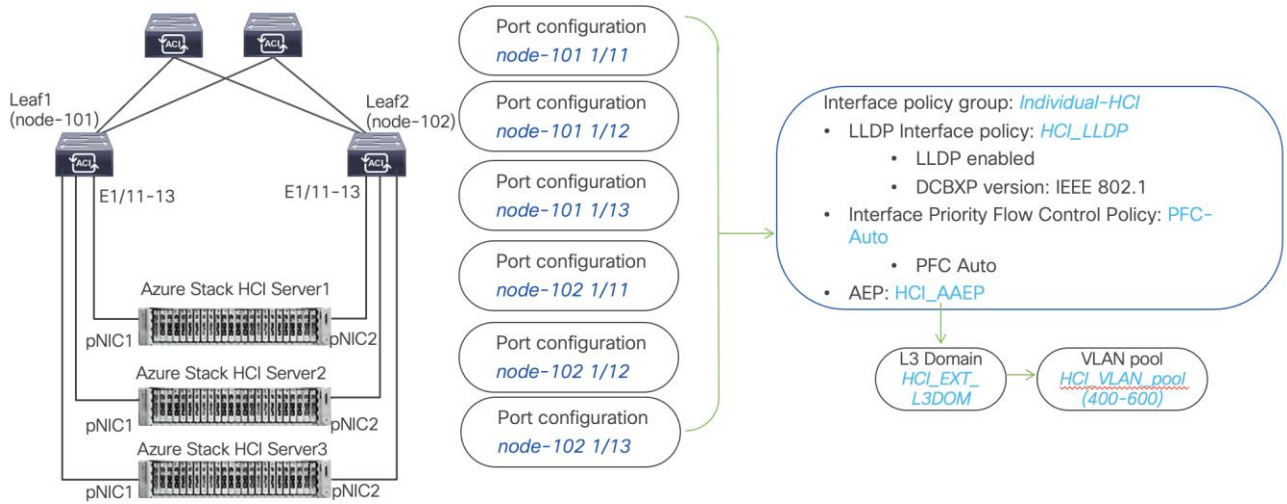 ACI
ACI
Leaf1
(node-101)
Leaf2
(node-102)
ACI
ACI
E1/11-13
E1/11-13
Azure Stack HCI Server1
pNIC1
pNIC2
Azure Stack HCI Server2
pNIC1
pNIC2
Azure Stack HCI Server3
pNIC1
pNIC2
Port configuration
node-101 1/11
Port configuration
node-101 1/12
Port configuration
node-101 1/13
Port configuration
node-102 1/11
Port configuration
node-102 1/12
Port configuration
node-102 1/13
Interface policy group: Individual-HCI
• LLDP Interface policy: HCI_LLDP
• LLDP enabled
• DCBXP version: IEEE 802.1
• Interface Priority Flow Control Policy: PFC-
Auto
• PFC Auto
• AEP: HCI_AAEP
L3 Domain
HCI_EXT_
L3DOM
VLAN pool
HCI_VLAN_pool
(400-600)